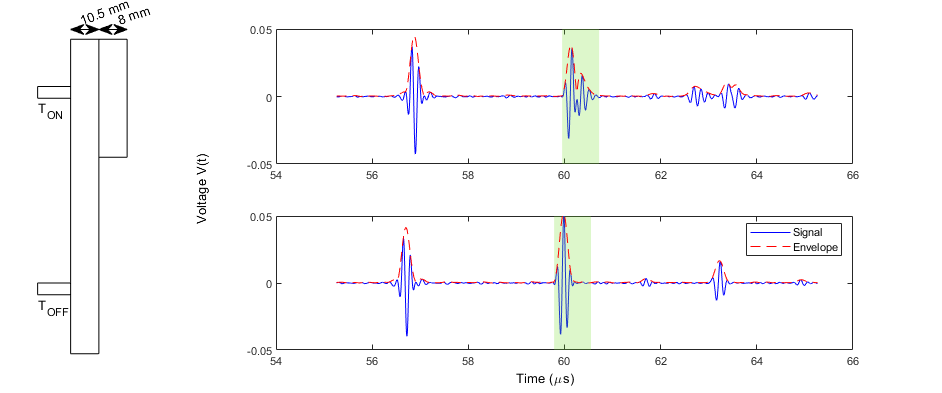 10.5 mm
8 mm
T_ON
T_OFF
Voltage V(t)
0.05
0
-0.05
54 56 58 60 62 64 66
0.05
0
-0.05
54 56 58 60 62 64 66
Signal
Envelope
Time (μs)